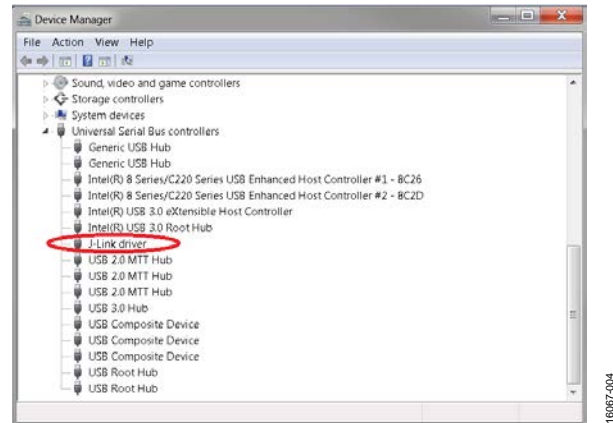 Device Manager
File Action View Help
Sound, video and game controllers
Storage controllers
System devices
Universal Serial Bus controllers
Generic USB Hub
Generic USB Hub
Intel(R) 8 Series/C220 Series USB Enhanced Host Controller #1 - 8C26
Intel(R) 8 Series/C220 Series USB Enhanced Host Controller #2 - 8C2D
Intel(R) USB 3.0 eXtensible Host Controller
Intel(R) USB 3.0 Root Hub
J-Link driver
USB 2.0 MTT Hub
USB 2.0 MTT Hub
USB 2.0 MTT Hub
USB 3.0 Hub
USB Composite Device
USB Composite Device
USB Composite Device
USB Root Hub
USB Root Hub
16067-004